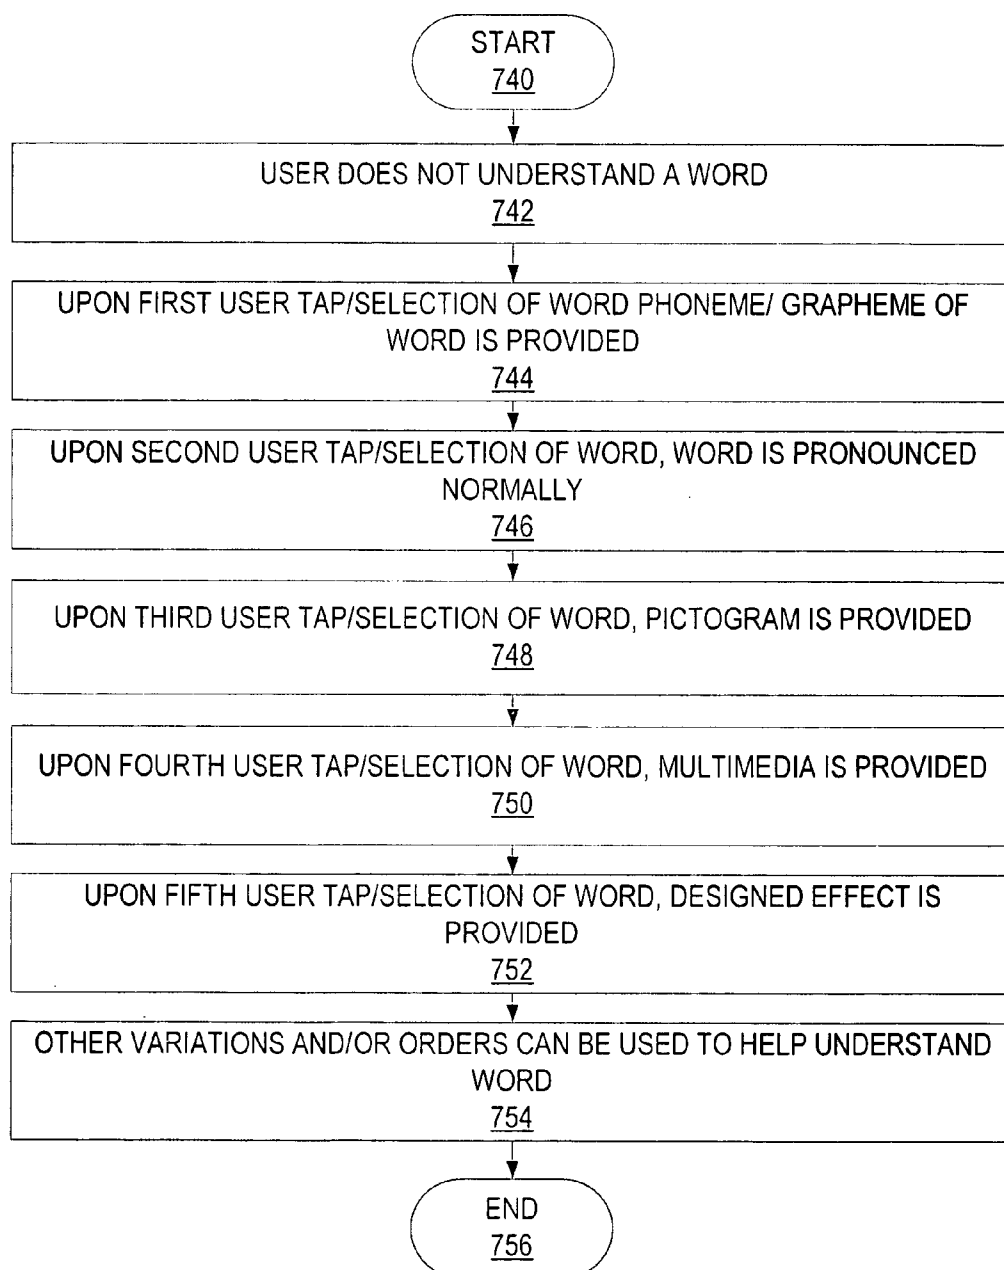 START
740
USER DOES NOT UNDERSTAND A WORD
742
UPON FIRST USER TAP/SELECTION OF WORD PHONEME/ GRAPHEME OF
WORD IS PROVIDED
744
UPON SECOND USER TAP/SELECTION OF WORD, WORD IS PRONOUNCED
NORMALLY
746
UPON THIRD USER TAP/SELECTION OF WORD, PICTOGRAM IS PROVIDED
748
UPON FOURTH USER TAP/SELECTION OF WORD, MULTIMEDIA IS PROVIDED
750
UPON FIFTH USER TAP/SELECTION OF WORD, DESIGNED EFFECT IS
PROVIDED
752
OTHER VARIATIONS AND/OR ORDERS CAN BE USED TO HELP UNDERSTAND
WORD
754
END
756